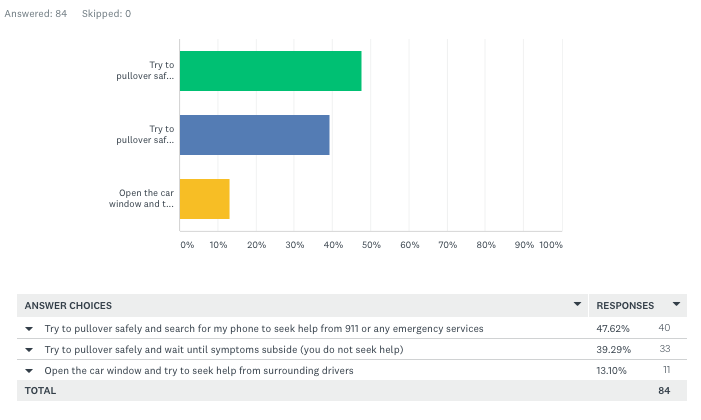 Answered: 84 Skipped: 0
Try to
pullover saf...
Try to
pullover saf...
Open the car
window and t...
0% 10% 20% 30% 40% 50% 60% 70% 80% 90% 100%
ANSWER CHOICES RESPONSES
Try to pullover safely and search for my phone to seek help from 911 or any emergency services 47.62% 40
Try to pullover safely and wait until symptoms subside (you do not seek help) 39.29% 33
Open the car window and try to seek help from surrounding drivers 13.10% 11
TOTAL 84